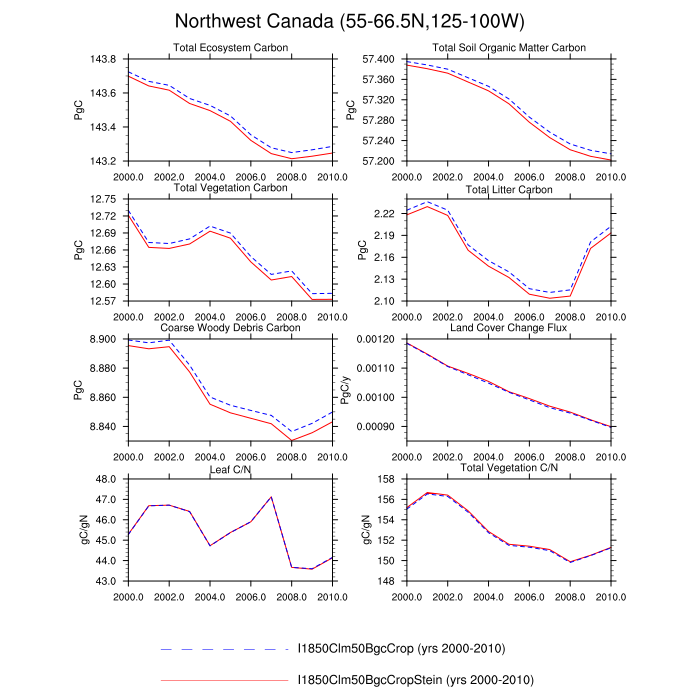 Northwest Canada (55-66.5N,125-100W)
Total Ecosystem Carbon
PgC
143.8
143.6
143.4
143.2
2000.0 2002.0 2004.0 2006.0 2008.0 2010.0
Total Soil Organic Matter Carbon
PgC
57.400
57.360
57.320
57.280
57.240
57.200
2000.0 2002.0 2004.0 2006.0 2008.0 2010.0
Total Vegetation Carbon
PgC
12.75
12.72
12.69
12.66
12.63
12.60
12.57
2000.0 2002.0 2004.0 2006.0 2008.0 2010.0
Total Litter Carbon
PgC
2.22
2.19
2.16
2.13
2.10
2000.0 2002.0 2004.0 2006.0 2008.0 2010.0
Coarse Woody Debris Carbon
PgC
8.900
8.880
8.860
8.840
2000.0 2002.0 2004.0 2006.0 2008.0 2010.0
Land Cover Change Flux
PgC/y
0.00120
0.00110
0.00100
0.00090
2000.0 2002.0 2004.0 2006.0 2008.0 2010.0
Leaf C/N
gC/gN
48.0
47.0
46.0
45.0
44.0
43.0
2000.0 2002.0 2004.0 2006.0 2008.0 2010.0
Total Vegetation C/N
gC/gN
158
156
154
152
150
148
2000.0 2002.0 2004.0 2006.0 2008.0 2010.0
I1850Clm50BgcCrop (yrs 2000-2010)
I1850Clm50BgcCropStein (yrs 2000-2010)